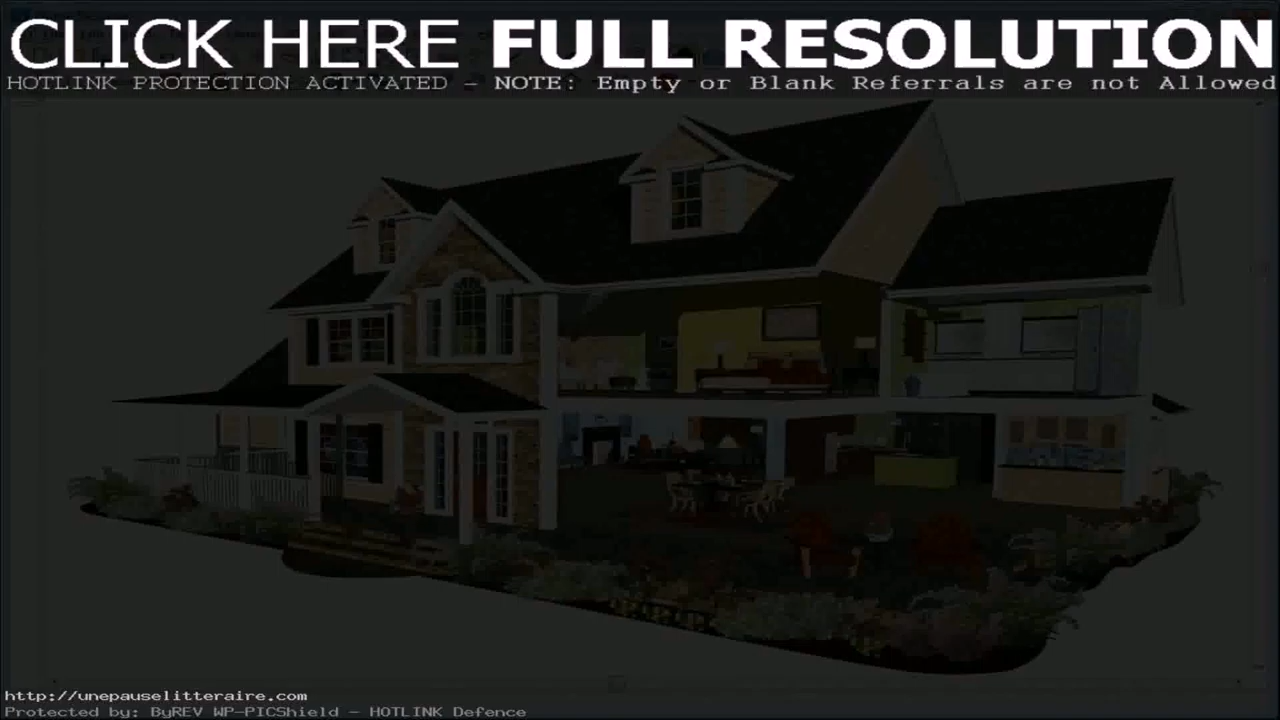 CLICK HERE FULL RESOLUTION
HOTLINK PROTECTION ACTIVATED - NOTE: Empty or Blank Referrals are not Allowed
http://unepauselitteraire.com
Protected by: ByREV WP-PICShield - HOTLINK Defence